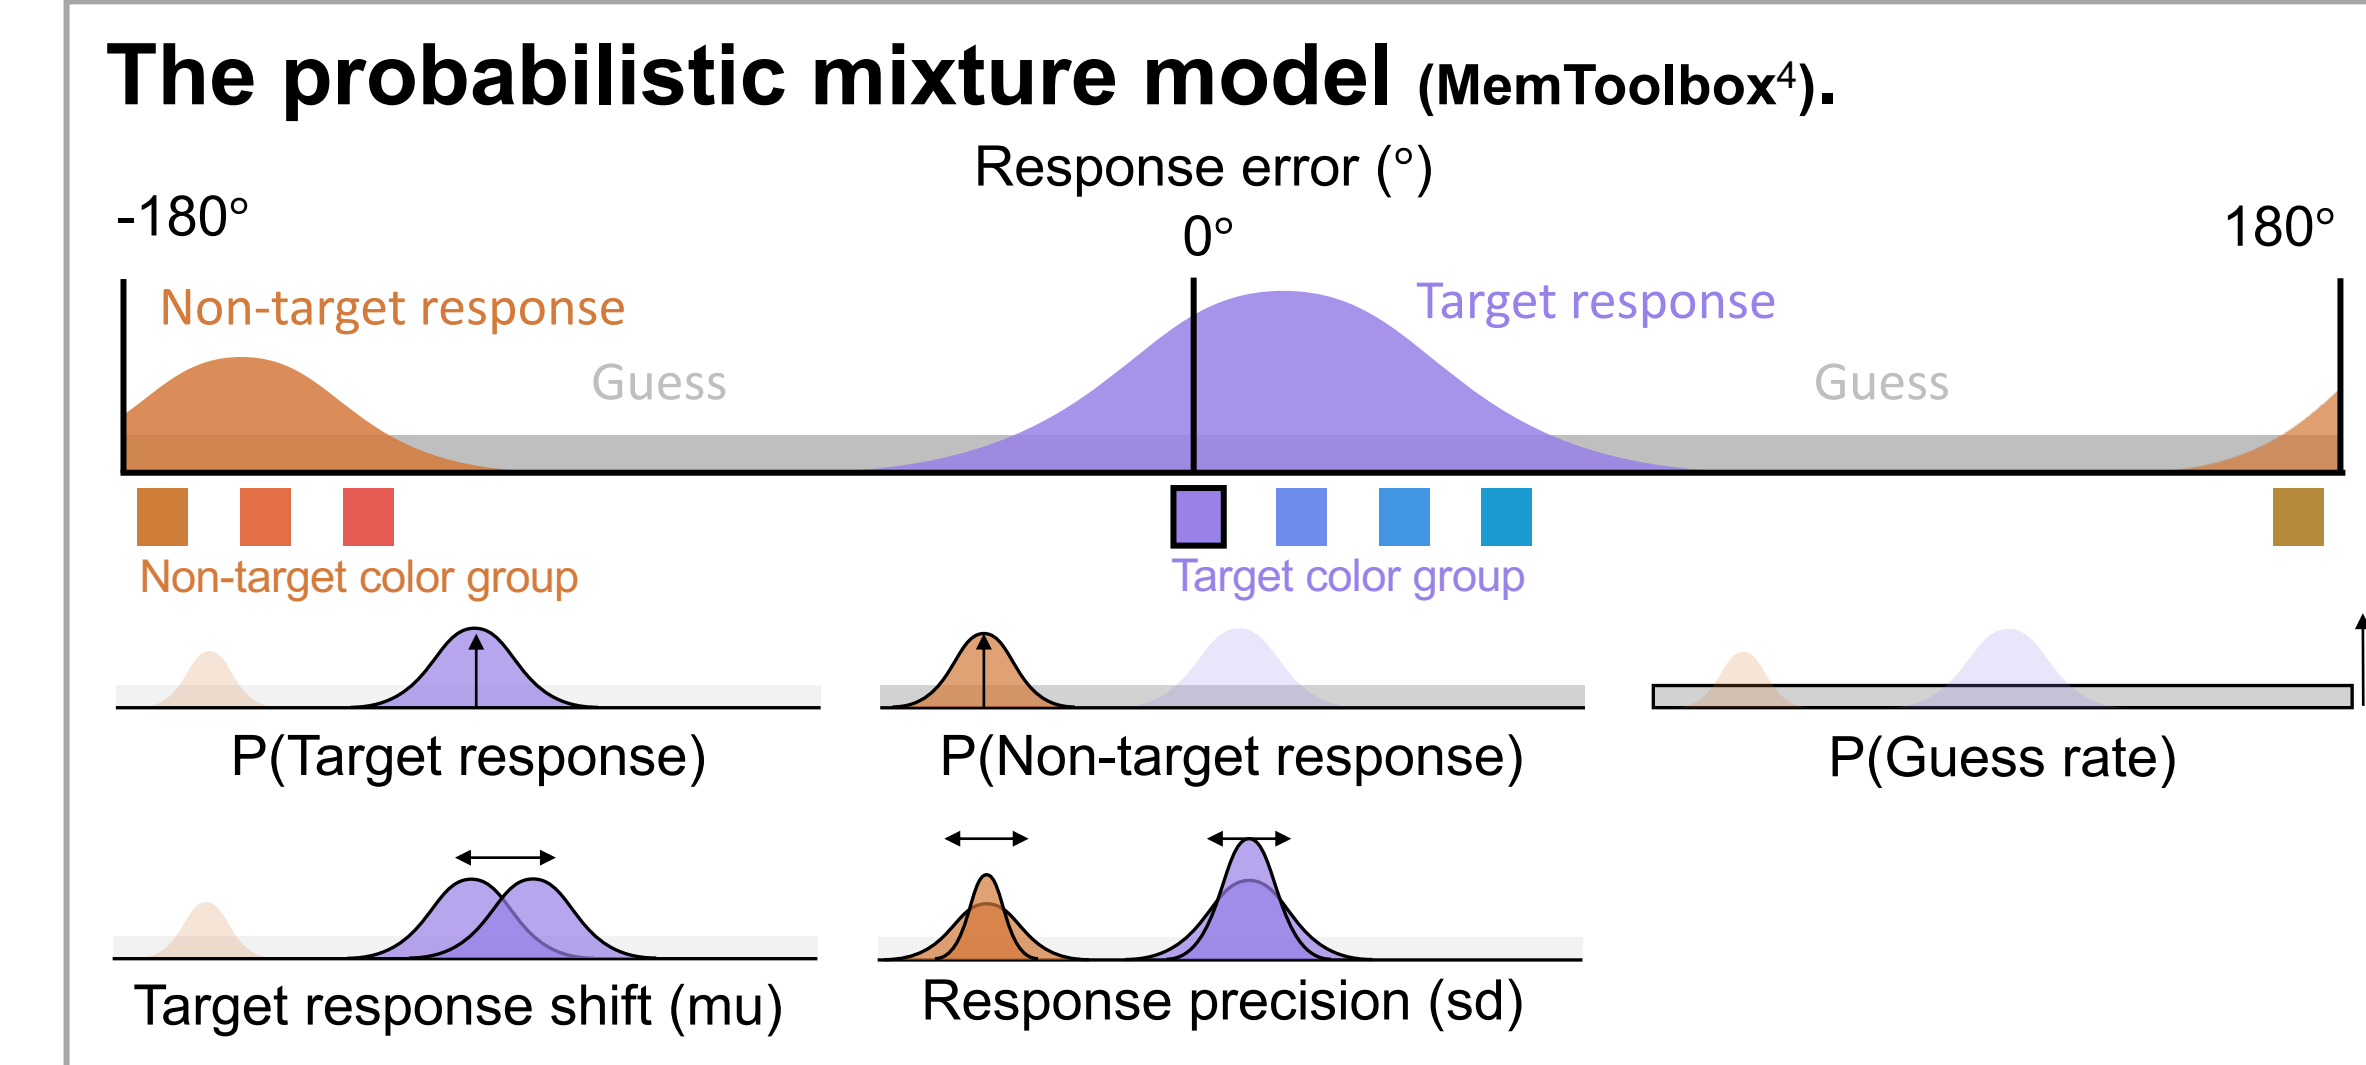 The probabilistic mixture model (MemToolbox⁴).
Response error (°)
-180°
0°
180°
Non-target response
Target response
Guess
Guess
Non-target color group
Target color group
P(Target response)
P(Non-target response)
P(Guess rate)
Target response shift (mu)
Response precision (sd)